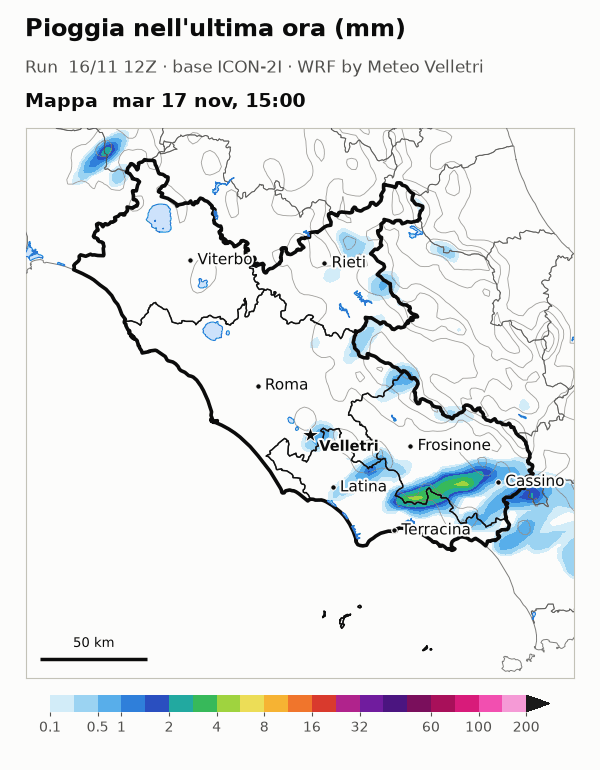 Pioggia nell'ultima ora (mm)
Run  16/11 12Z · base ICON-2I · WRF by Meteo Velletri
Mappa  mar 17 nov, 15:00
Viterbo
Rieti
Roma
Velletri
Frosinone
Latina
Cassino
Terracina
50 km
0.1 0.5 1 2 4 8 16 32 60 100 200